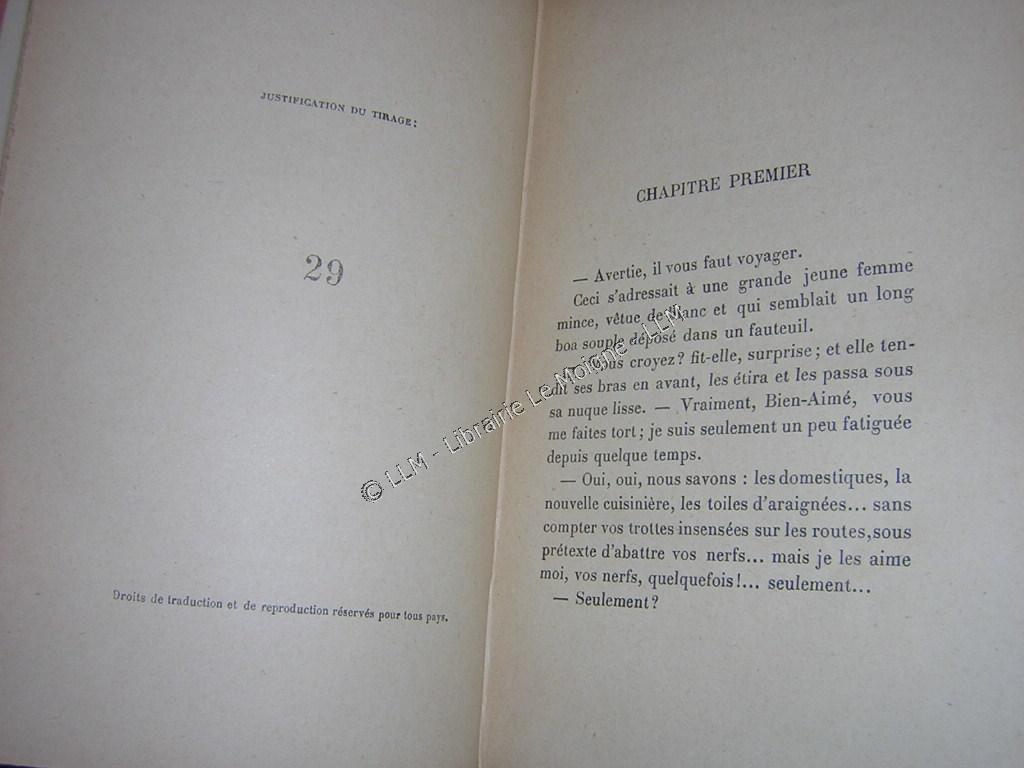 JUSTIFICATION DU TIRAGE:
29
Droits de traduction et de reproduction réservés pour tous pays.
CHAPITRE PREMIER
— Avertie, il vous faut voyager.
Ceci s'adressait à une grande jeune femme
mince, vêtue de blanc et qui semblait un long
boa souple déposé dans un fauteuil.
— Vous croyez? fit-elle, surprise; et elle ten-
dit ses bras en avant, les étira et les passa sous
sa nuque lisse. — Vraiment, Bien-Aimé, vous
me faites tort; je suis seulement un peu fatiguée
depuis quelque temps.
— Oui, oui, nous savons : les domestiques, la
nouvelle cuisinière, les toiles d'araignées... sans
compter vos trottes insensées sur les routes, sous
prétexte d'abattre vos nerfs... mais je les aime
moi, vos nerfs, quelquefois!... seulement...
— Seulement?
© LLM - Librairie Le Moigne - LLM